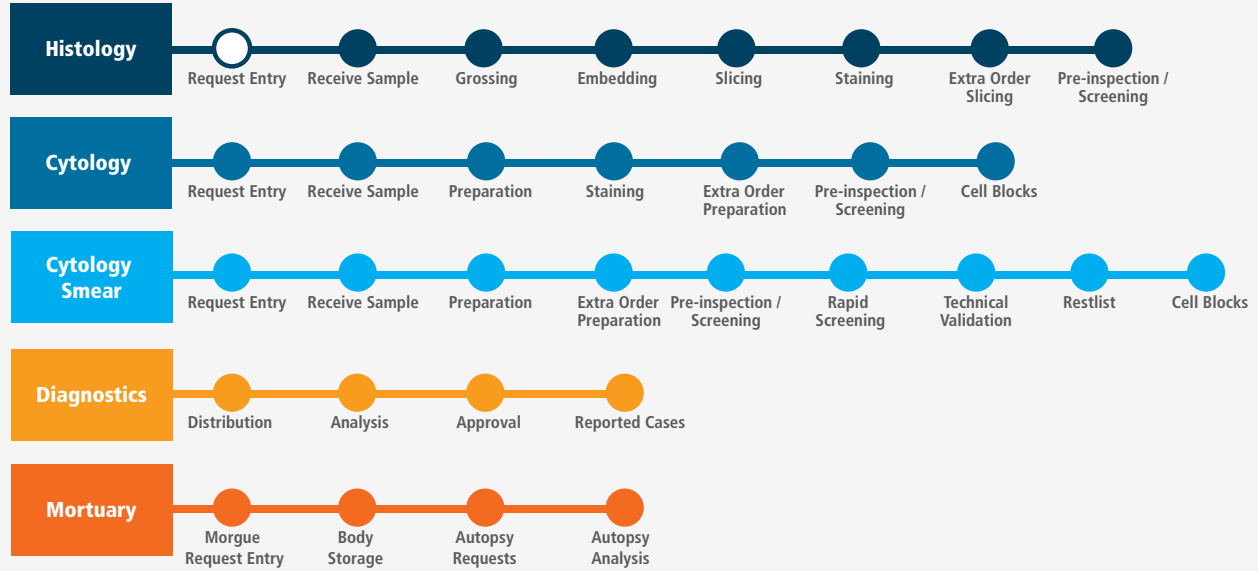 Histology
Request Entry
Receive Sample
Grossing
Embedding
Slicing
Staining
Extra Order
Slicing
Pre-inspection /
Screening
Cytology
Request Entry
Receive Sample
Preparation
Staining
Extra Order
Preparation
Pre-inspection /
Screening
Cell Blocks
Cytology
Smear
Request Entry
Receive Sample
Preparation
Extra Order
Preparation
Pre-inspection /
Screening
Rapid
Screening
Technical
Validation
Restlist
Cell Blocks
Diagnostics
Distribution
Analysis
Approval
Reported Cases
Mortuary
Morgue
Request Entry
Body
Storage
Autopsy
Requests
Autopsy
Analysis